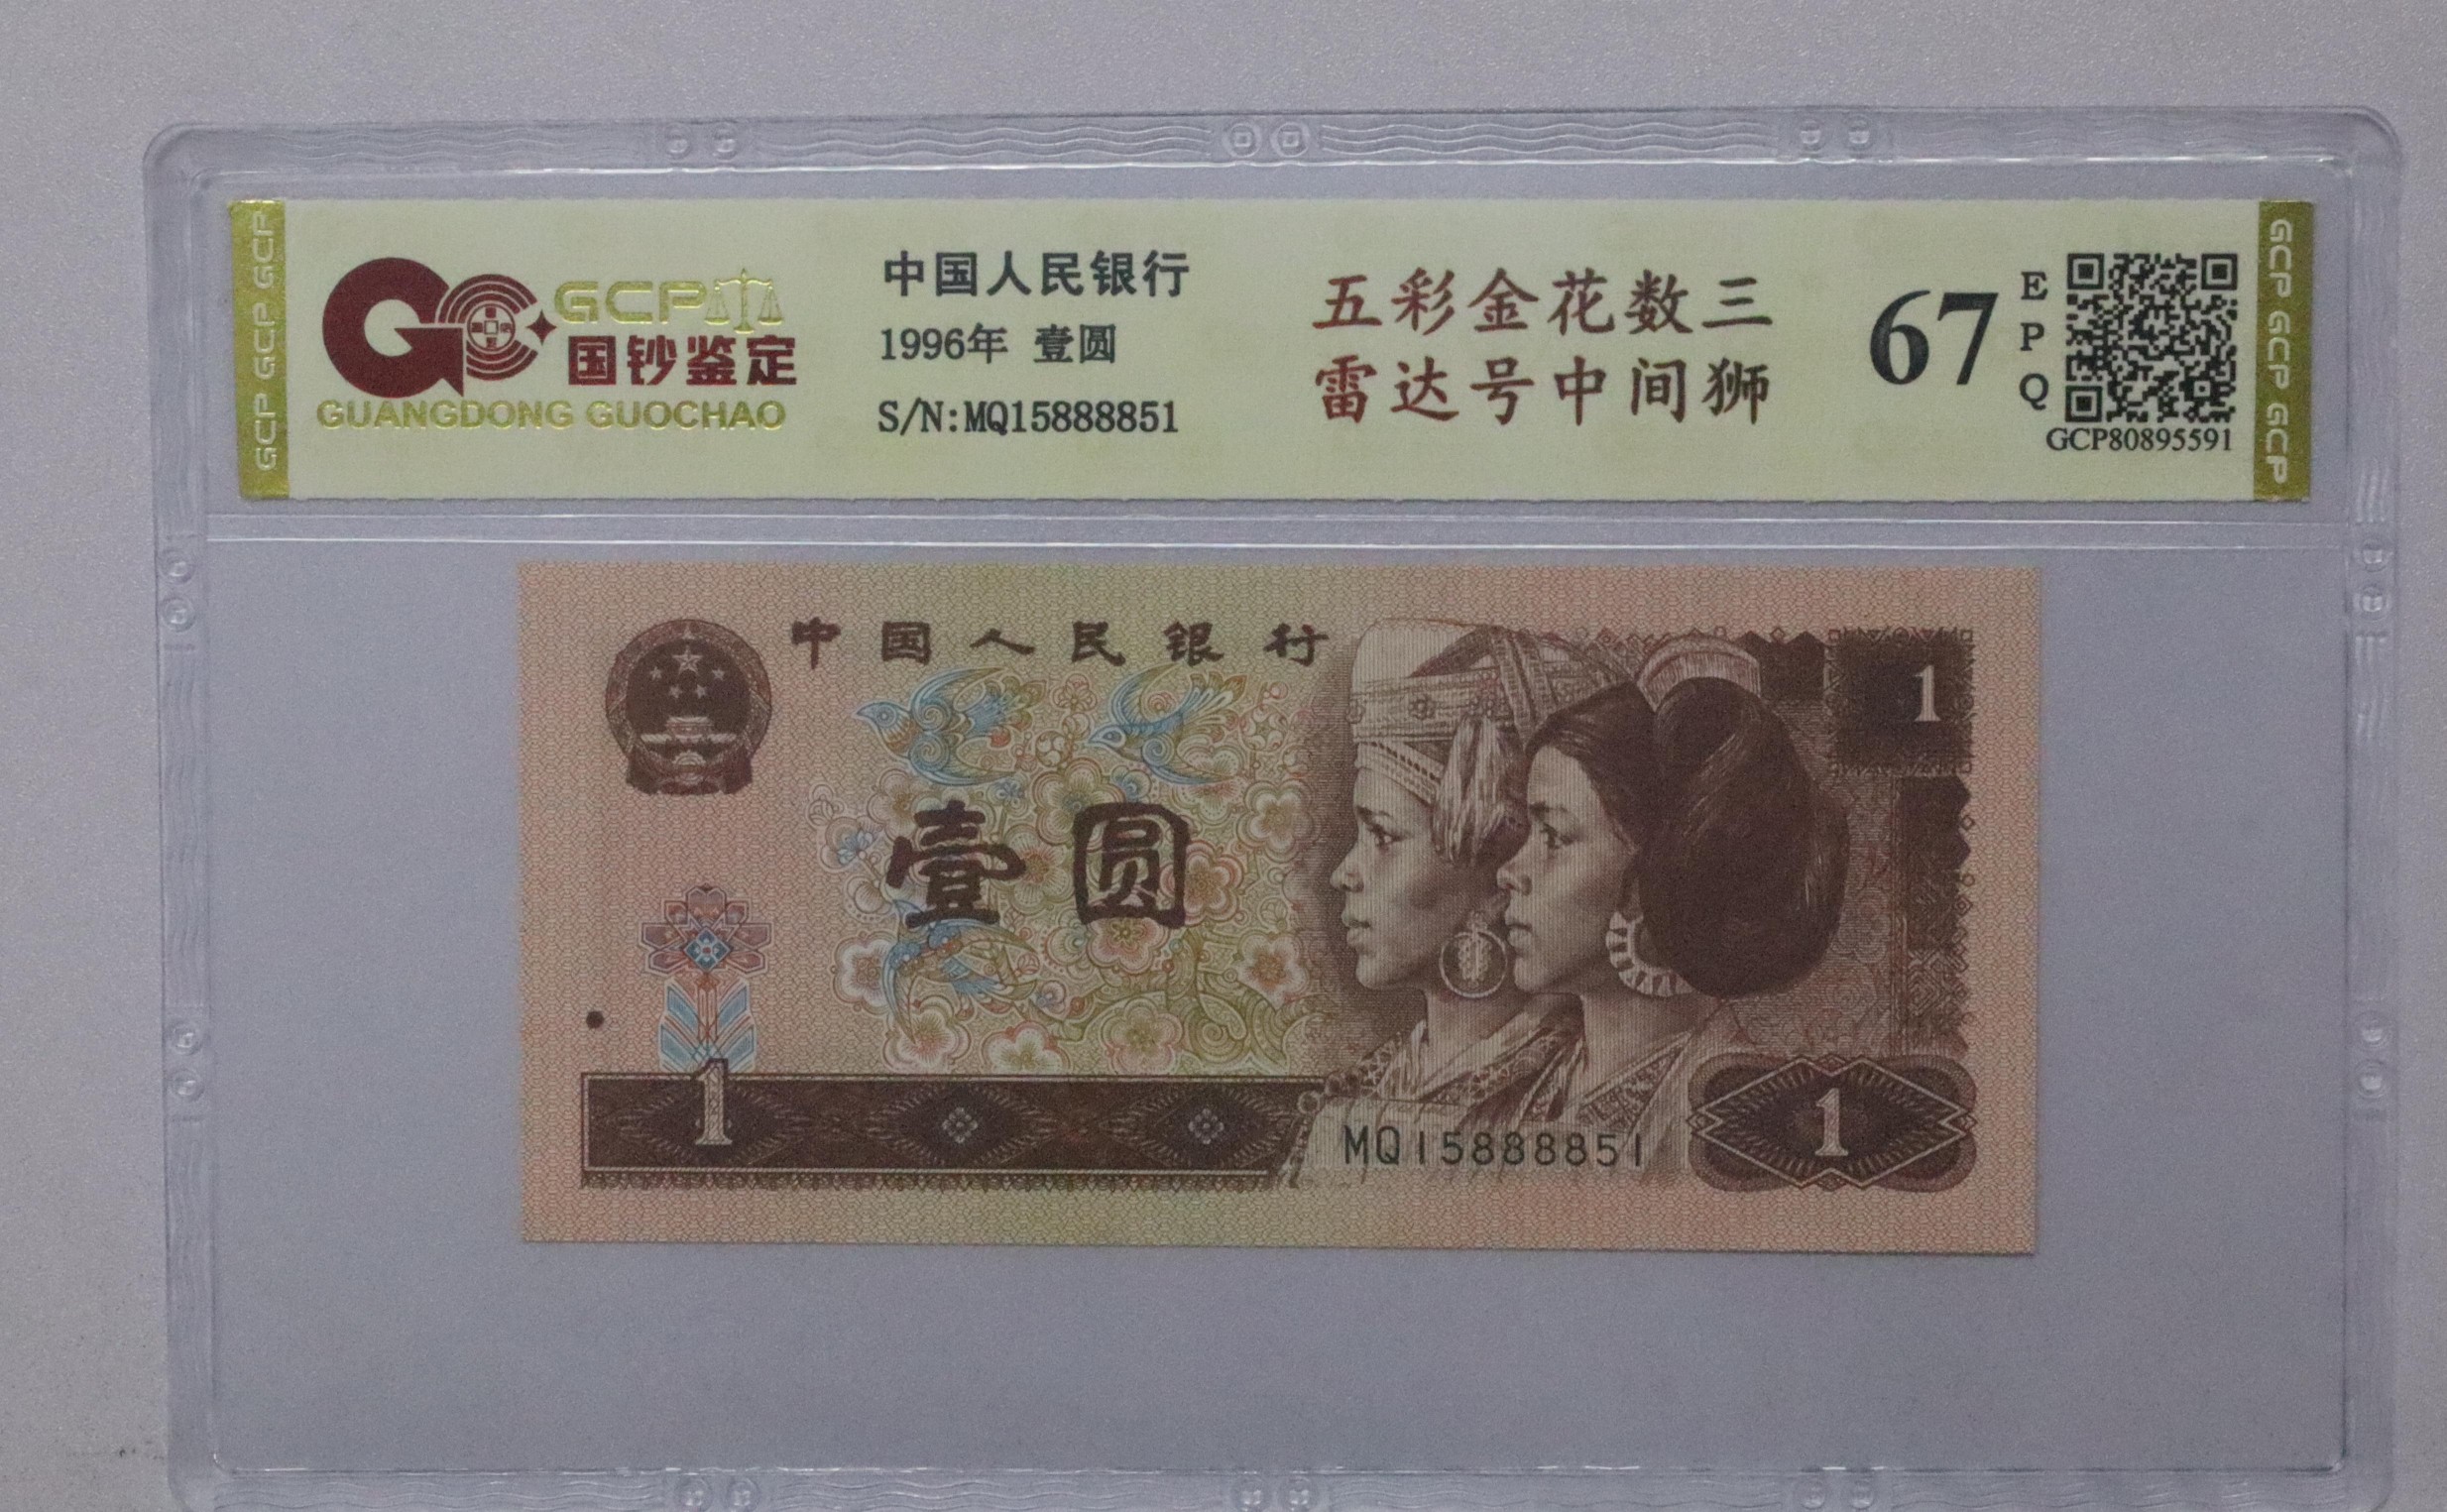 GCP GCP GCP
GCP
国钞鉴定
GUANGDONG GUOCHAO
中国人民银行
1996年 壹圆
S/N:MQ15888851
五彩金花数三
雷达号中间狮
67
E
P
Q
GCP80895591
GCP GCP GCP
中国人民银行
1
壹圆
1
MQ15888851
1